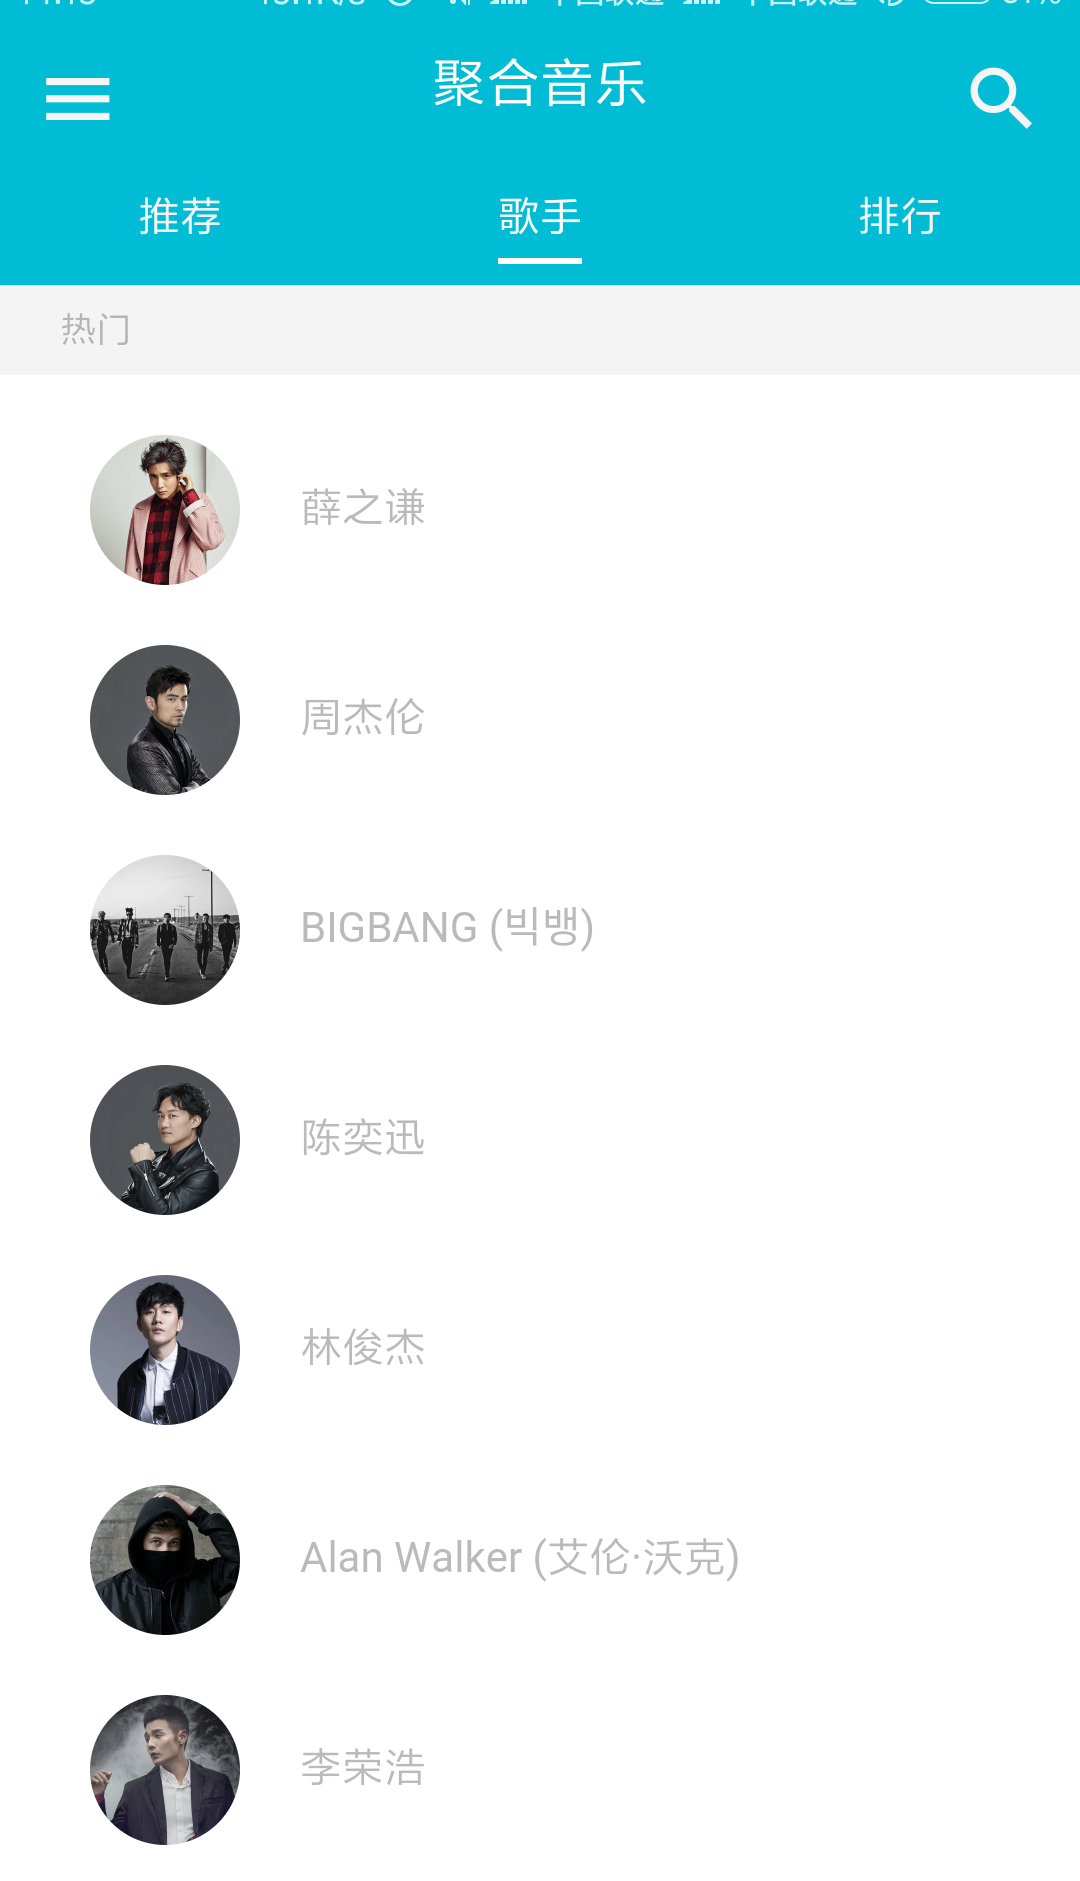 聚合音乐
推荐 歌手 排行
热门
薛之谦
周杰伦
BIGBANG (빅뱅)
陈奕迅
林俊杰
Alan Walker (艾伦·沃克)
李荣浩